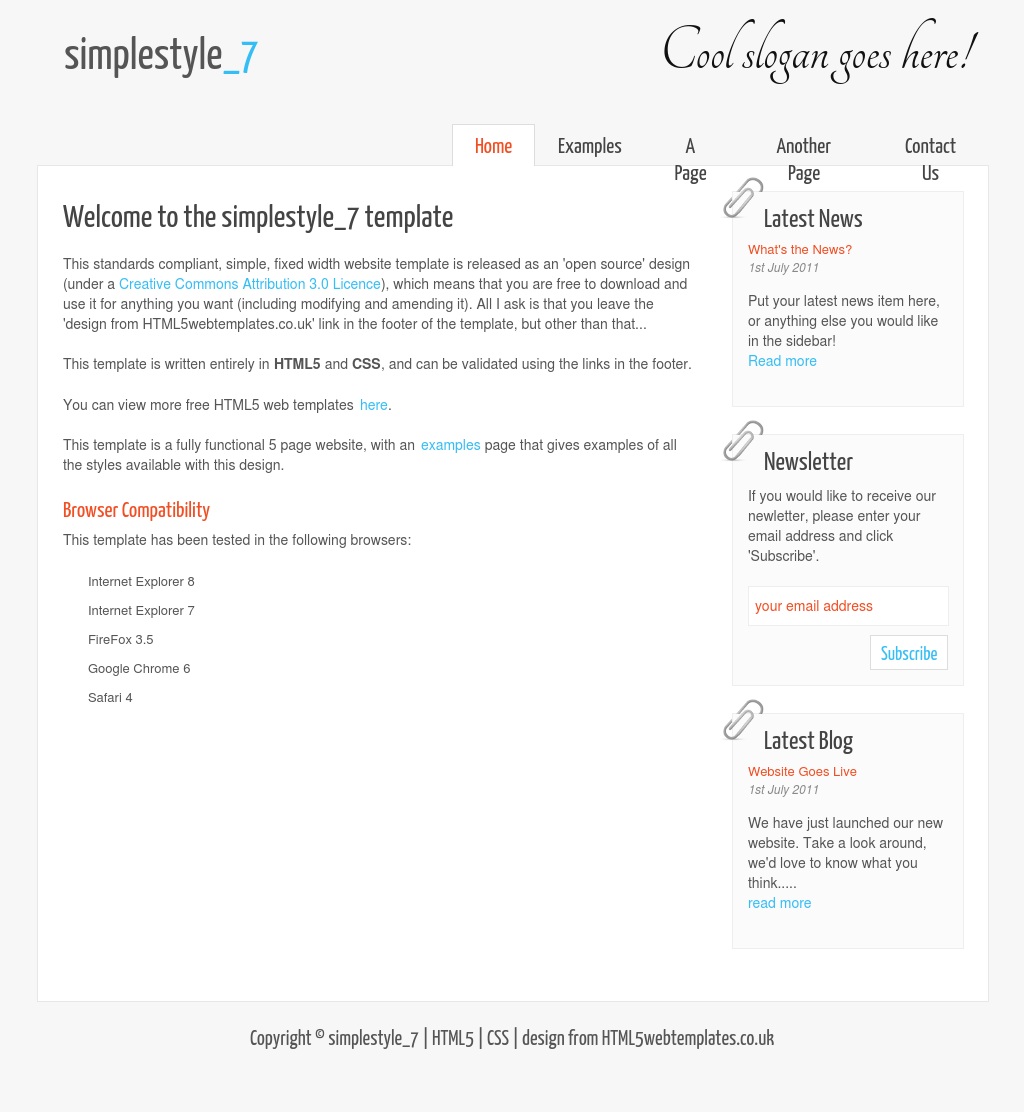 simplestyle_7
Cool slogan goes here!
Home
Examples
A
Page
Another
Page
Contact
Us
Welcome to the simplestyle_7 template
This standards compliant, simple, fixed width website template is released as an 'open source' design
(under a Creative Commons Attribution 3.0 Licence), which means that you are free to download and
use it for anything you want (including modifying and amending it). All I ask is that you leave the
'design from HTML5webtemplates.co.uk' link in the footer of the template, but other than that...
This template is written entirely in HTML5 and CSS, and can be validated using the links in the footer.
You can view more free HTML5 web templates here.
This template is a fully functional 5 page website, with an examples page that gives examples of all
the styles available with this design.
Browser Compatibility
This template has been tested in the following browsers:
Internet Explorer 8
Internet Explorer 7
FireFox 3.5
Google Chrome 6
Safari 4
Latest News
What's the News?
1st July 2011
Put your latest news item here,
or anything else you would like
in the sidebar!
Read more
Newsletter
If you would like to receive our
newletter, please enter your
email address and click
'Subscribe'.
your email address
Subscribe
Latest Blog
Website Goes Live
1st July 2011
We have just launched our new
website. Take a look around,
we'd love to know what you
think.....
read more
Copyright © simplestyle_7 | HTML5 | CSS | design from HTML5webtemplates.co.uk